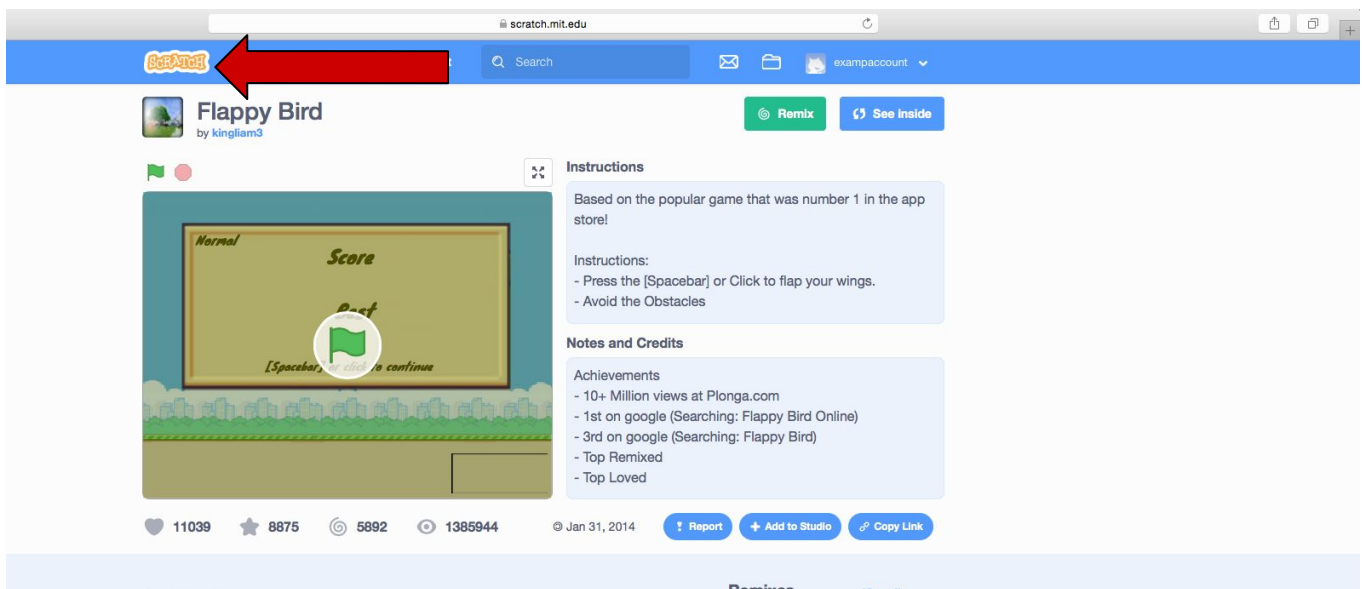 scratch.mit.edu
SCRATCH
Search
exampaccount
Flappy Bird
by kingliam3
Remix
See inside
Instructions
Based on the popular game that was number 1 in the app
store!
Instructions:
- Press the [Spacebar] or Click to flap your wings.
- Avoid the Obstacles
Normal
Score
Best
[Spacebar] or click to continue
Notes and Credits
Achievements
- 10+ Million views at Plonga.com
- 1st on google (Searching: Flappy Bird Online)
- 3rd on google (Searching: Flappy Bird)
- Top Remixed
- Top Loved
11039
8875
5892
1385944
© Jan 31, 2014
Report
+ Add to Studio
Copy Link
Remixes